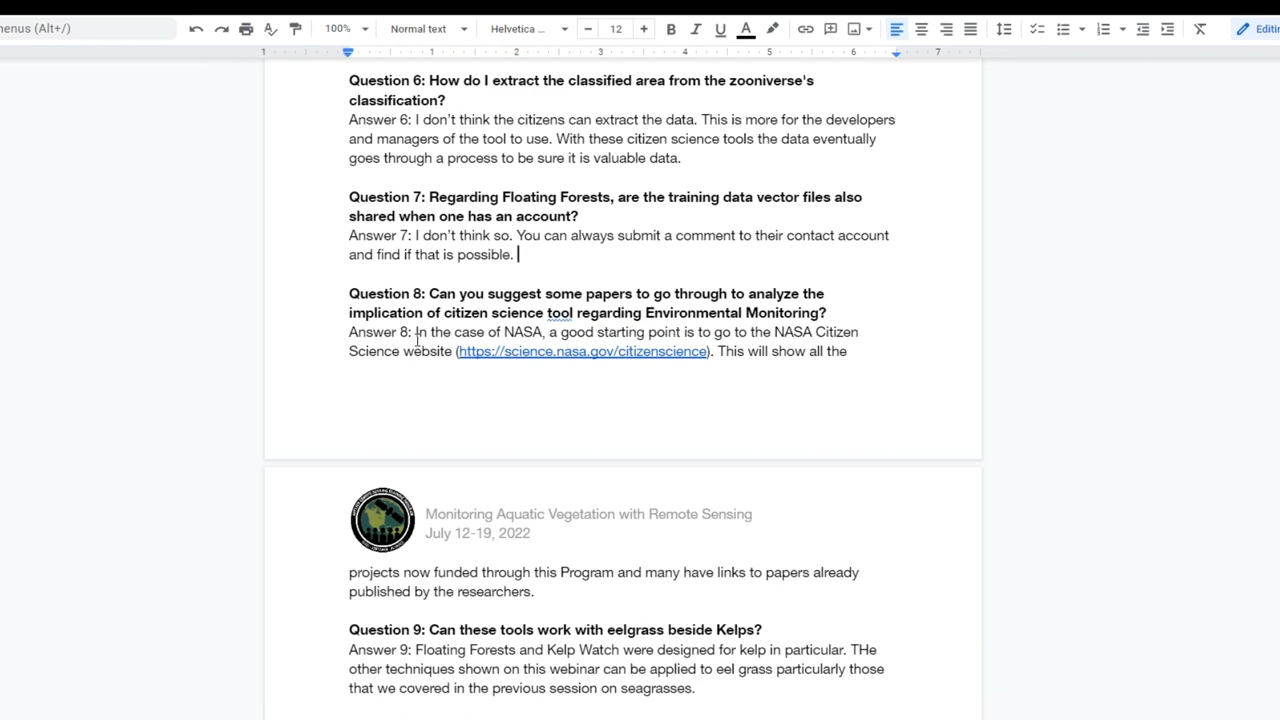 nenus (Alt+/)
100%
Normal text
Helvetica ...
12
Editin
1 1 2 3 4 5 6 7
Question 6: How do I extract the classified area from the zooniverse's
classification?
Answer 6: I don't think the citizens can extract the data. This is more for the developers
and managers of the tool to use. With these citizen science tools the data eventually
goes through a process to be sure it is valuable data.
Question 7: Regarding Floating Forests, are the training data vector files also
shared when one has an account?
Answer 7: I don't think so. You can always submit a comment to their contact account
and find if that is possible.
Question 8: Can you suggest some papers to go through to analyze the
implication of citizen science tool regarding Environmental Monitoring?
Answer 8: In the case of NASA, a good starting point is to go to the NASA Citizen
Science website (https://science.nasa.gov/citizenscience). This will show all the
Monitoring Aquatic Vegetation with Remote Sensing
July 12-19, 2022
projects now funded through this Program and many have links to papers already
published by the researchers.
Question 9: Can these tools work with eelgrass beside Kelps?
Answer 9: Floating Forests and Kelp Watch were designed for kelp in particular. THe
other techniques shown on this webinar can be applied to eel grass particularly those
that we covered in the previous session on seagrasses.